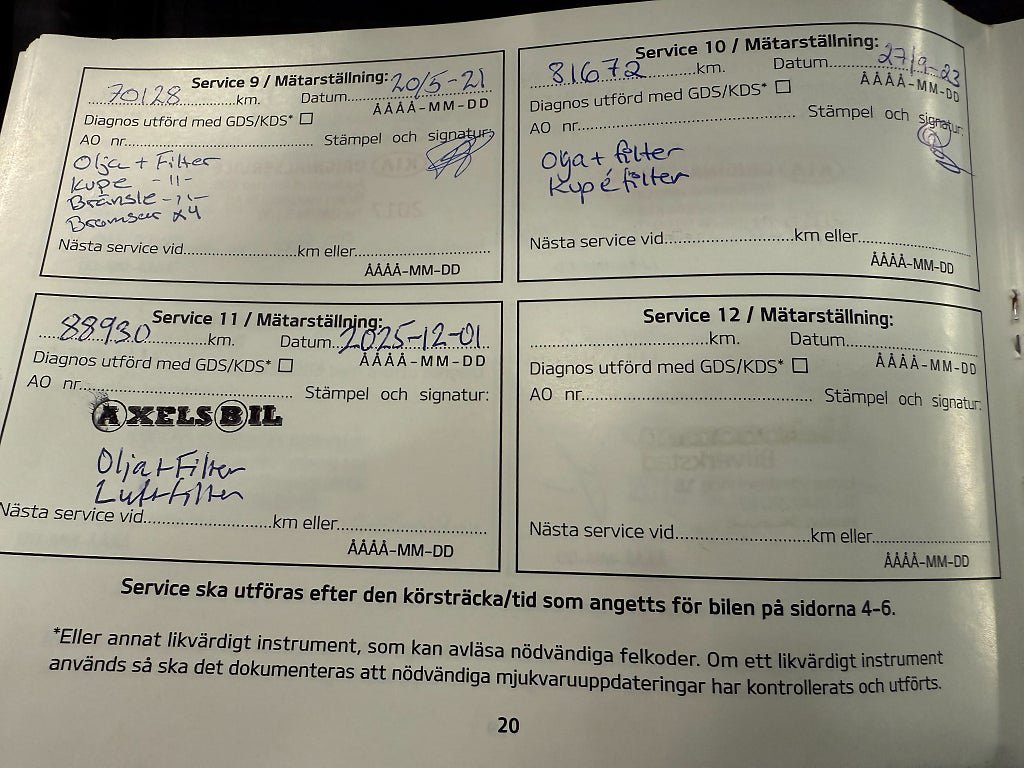 Service 9 / Mätarställning:
70128 km. Datum 20/5-21
ÅÅÅÅ-MM-DD
Diagnos utförd med GDS/KDS* ☐
AO nr. Stämpel och signatur:
Olja + Filter
Kupe -11-
Bränsle -11-
Bromsar x4
Nästa service vid km eller
ÅÅÅÅ-MM-DD
Service 10 / Mätarställning:
81672 km. Datum 27/9-23
ÅÅÅÅ-MM-DD
Diagnos utförd med GDS/KDS* ☐
AO nr. Stämpel och signatur:
Olja + filter
Kupé filter
Nästa service vid km eller
ÅÅÅÅ-MM-DD
Service 11 / Mätarställning:
88930 km. Datum 2025-12-01
ÅÅÅÅ-MM-DD
Diagnos utförd med GDS/KDS* ☐
AO nr. Stämpel och signatur:
AXELS BIL
Olja + Filter
Luftfilter
Nästa service vid km eller
ÅÅÅÅ-MM-DD
Service 12 / Mätarställning:
km. Datum
ÅÅÅÅ-MM-DD
Diagnos utförd med GDS/KDS* ☐
AO nr. Stämpel och signatur:
Nästa service vid km eller
ÅÅÅÅ-MM-DD
Service ska utföras efter den körsträcka/tid som angetts för bilen på sidorna 4-6.
*Eller annat likvärdigt instrument, som kan avläsa nödvändiga felkoder. Om ett likvärdigt instrument
används så ska det dokumenteras att nödvändiga mjukvaruuppdateringar har kontrollerats och utförts.
20